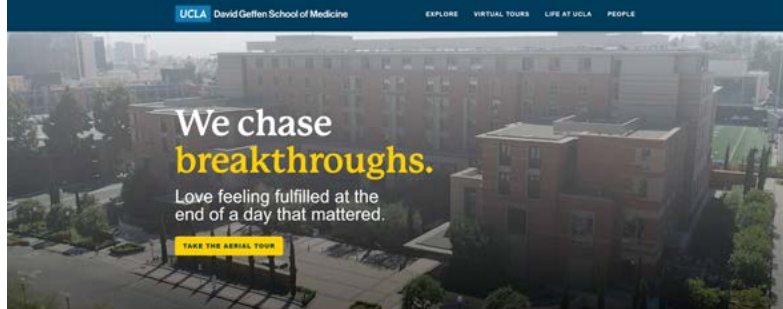 UCLA David Geffen School of Medicine EXPLORE VIRTUAL TOURS LIFE AT UCLA PEOPLE
We chase
breakthroughs.
Love feeling fulfilled at the
end of a day that mattered.
TAKE THE AERIAL TOUR